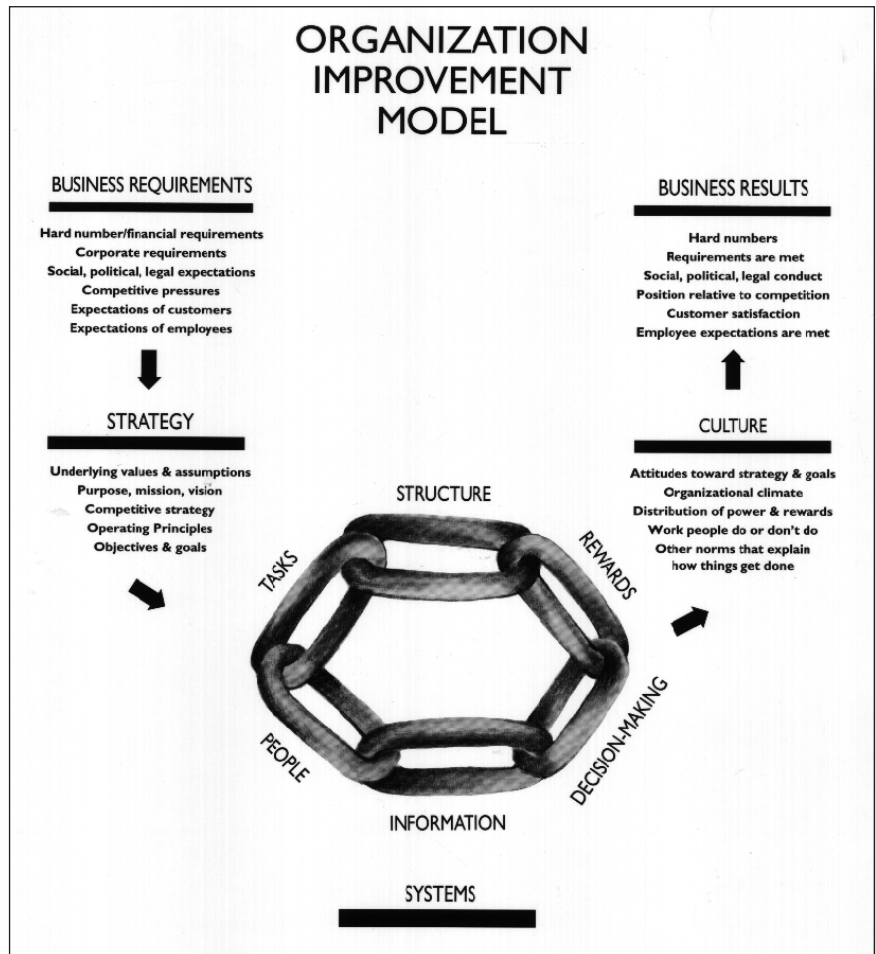 ORGANIZATION
IMPROVEMENT
MODEL
BUSINESS REQUIREMENTS
Hard number/financial requirements
Corporate requirements
Social, political, legal expectations
Competitive pressures
Expectations of customers
Expectations of employees
STRATEGY
Underlying values & assumptions
Purpose, mission, vision
Competitive strategy
Operating Principles
Objectives & goals
STRUCTURE
TASKS
REWARDS
PEOPLE
DECISION-MAKING
INFORMATION
SYSTEMS
BUSINESS RESULTS
Hard numbers
Requirements are met
Social, political, legal conduct
Position relative to competition
Customer satisfaction
Employee expectations are met
CULTURE
Attitudes toward strategy & goals
Organizational climate
Distribution of power & rewards
Work people do or don't do
Other norms that explain
how things get done